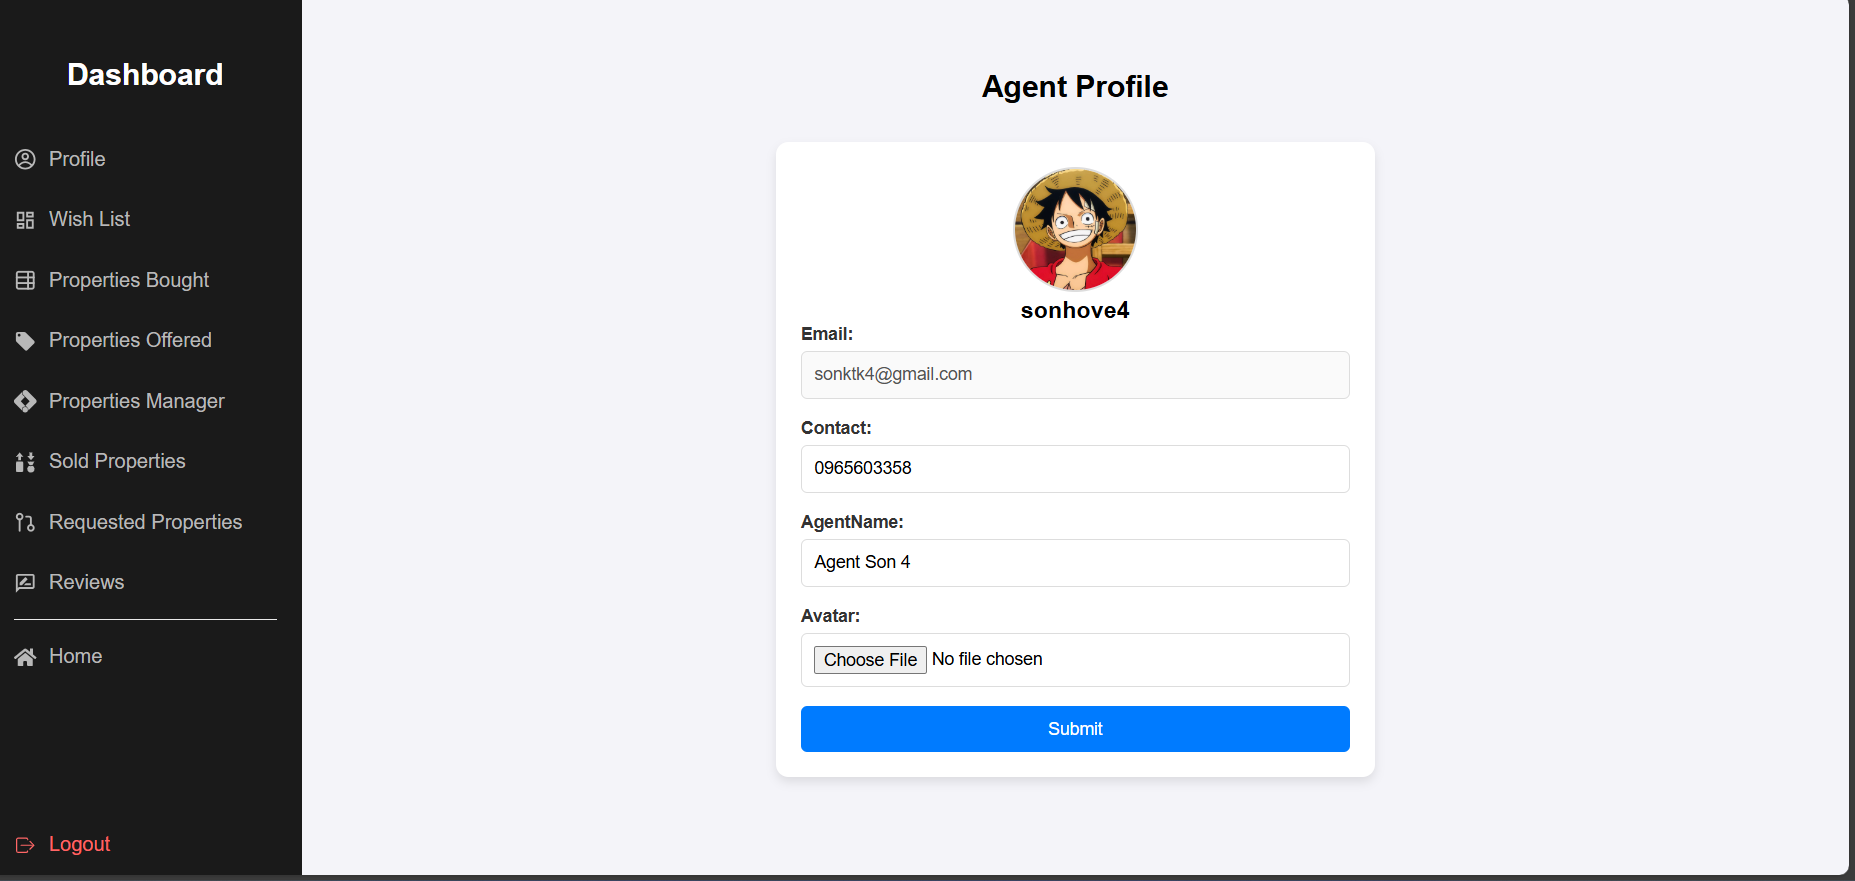 Dashboard
Profile
Wish List
Properties Bought
Properties Offered
Properties Manager
Sold Properties
Requested Properties
Reviews
Home
Logout
Agent Profile
sonhove4
Email:
sonktk4@gmail.com
Contact:
0965603358
AgentName:
Agent Son 4
Avatar:
Choose File No file chosen
Submit